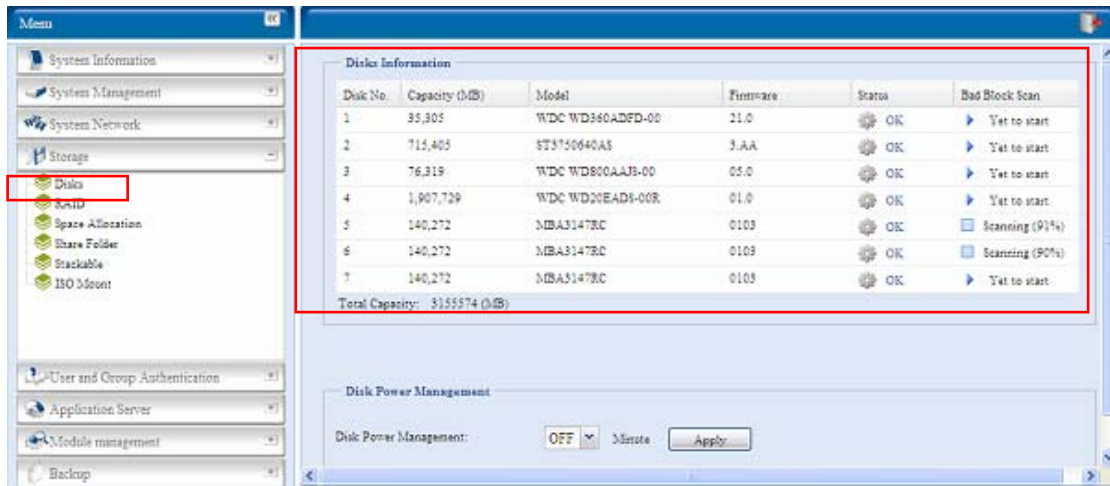 Menu
System Information
System Management
System Network
Storage
Disks
RAID
Space Allocation
Share Folder
Stackable
ISO Mount
User and Group Authentication
Application Server
Module management
Backup
Disks Information
Disk No. Capacity (MB) Model Firmware Status Bad Block Scan
1 35,305 WDC WD360ADFD-00 21.0 OK Yet to start
2 715,405 ST3750640AS 3.AA OK Yet to start
3 76,319 WDC WD800AAJS-00 05.0 OK Yet to start
4 1,907,729 WDC WD20EADS-00R 01.0 OK Yet to start
5 140,272 MBA3147RC 0103 OK Scanning (91%)
6 140,272 MBA3147RC 0103 OK Scanning (90%)
7 140,272 MBA3147RC 0103 OK Yet to start
Total Capacity: 3155574 (MB)
Disk Power Management
Disk Power Management: OFF Minute Apply